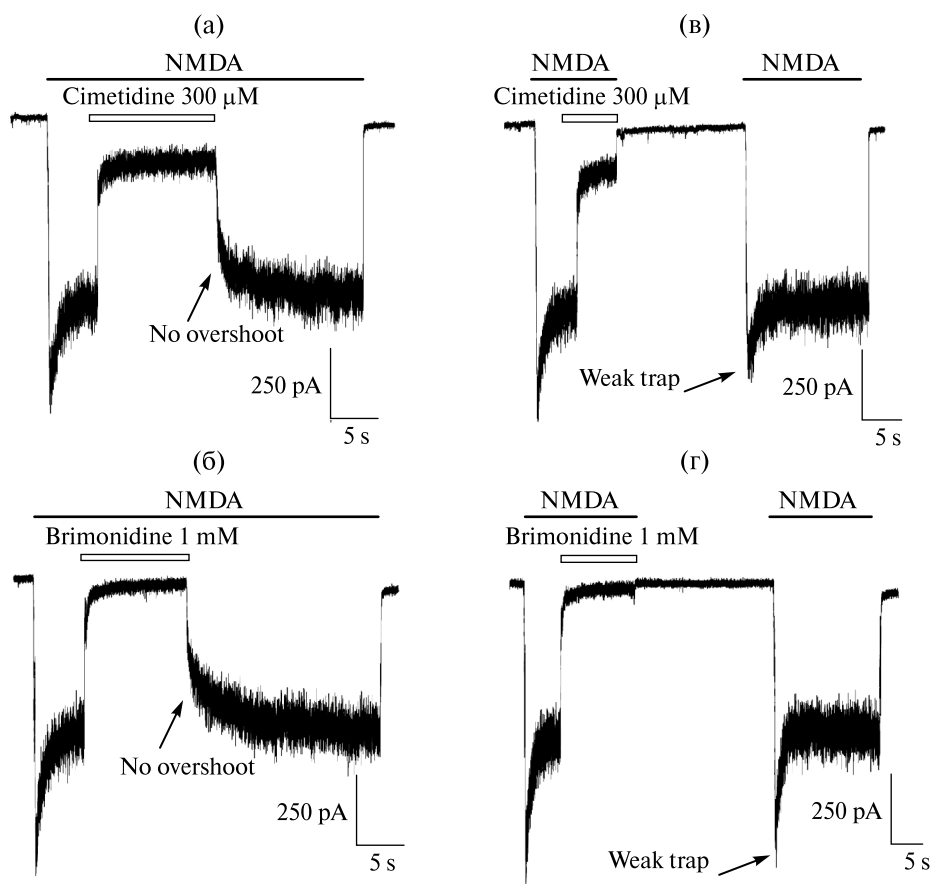 (а)
NMDA
Cimetidine 300 μM
No overshoot
250 pA
5 s
(в)
NMDA NMDA
Cimetidine 300 μM
Weak trap
250 pA
5 s
(б)
NMDA
Brimonidine 1 mM
No overshoot
250 pA
5 s
(г)
NMDA NMDA
Brimonidine 1 mM
250 pA
5 s
Weak trap